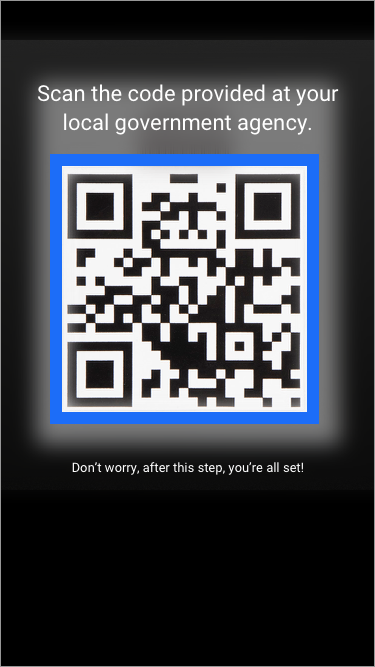 Scan the code provided at your
local government agency.
Don’t worry, after this step, you’re all set!